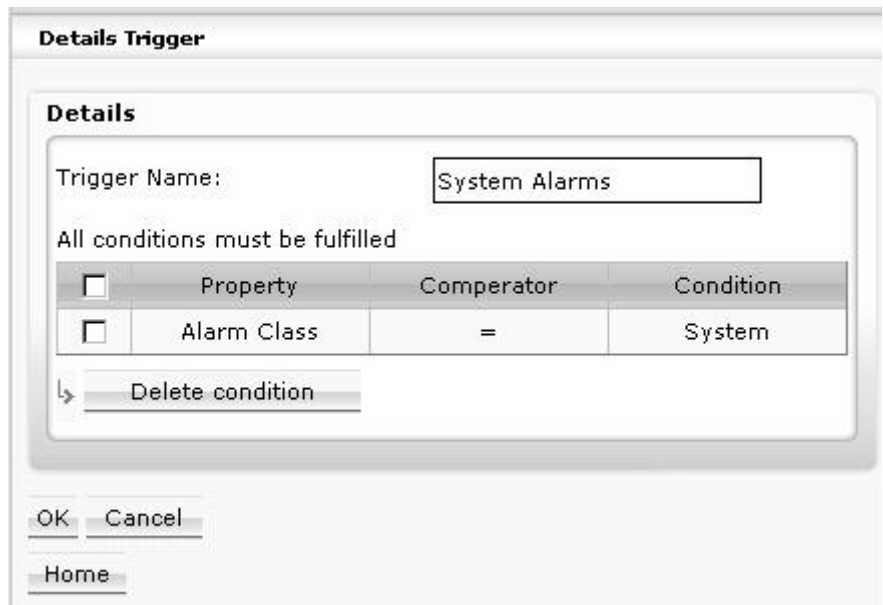 Details Trigger
Details
Trigger Name: System Alarms
All conditions must be fulfilled
Property Comperator Condition
Alarm Class = System
Delete condition
OK Cancel
Home